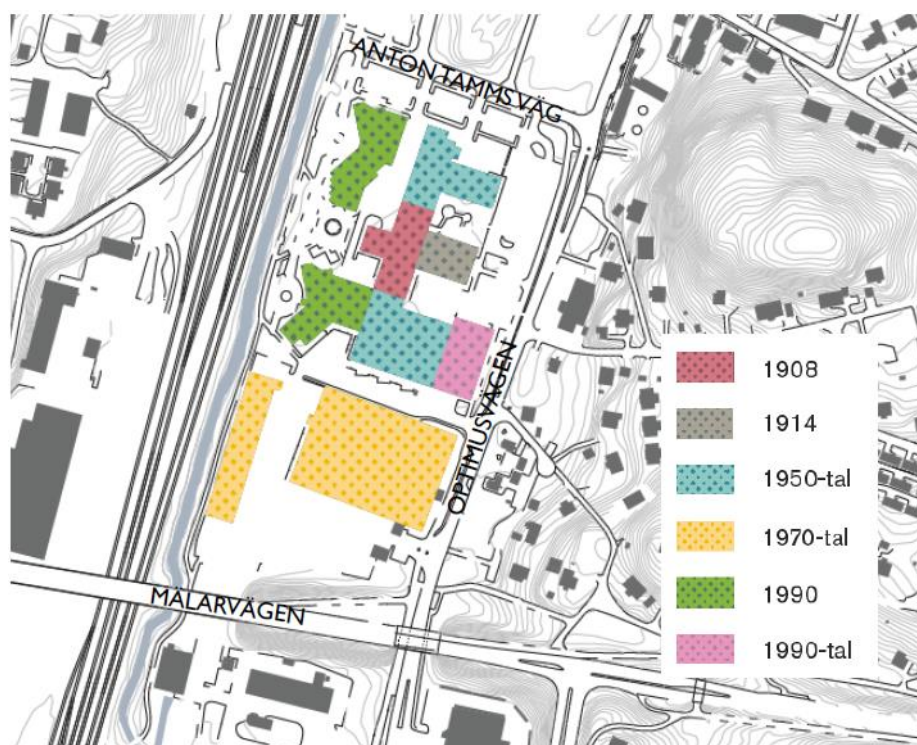 ANTON TAMMS VÄG
OPTIMUSVÄGEN
MÄLARVÄGEN
1908
1914
1950-tal
1970-tal
1990
1990-tal